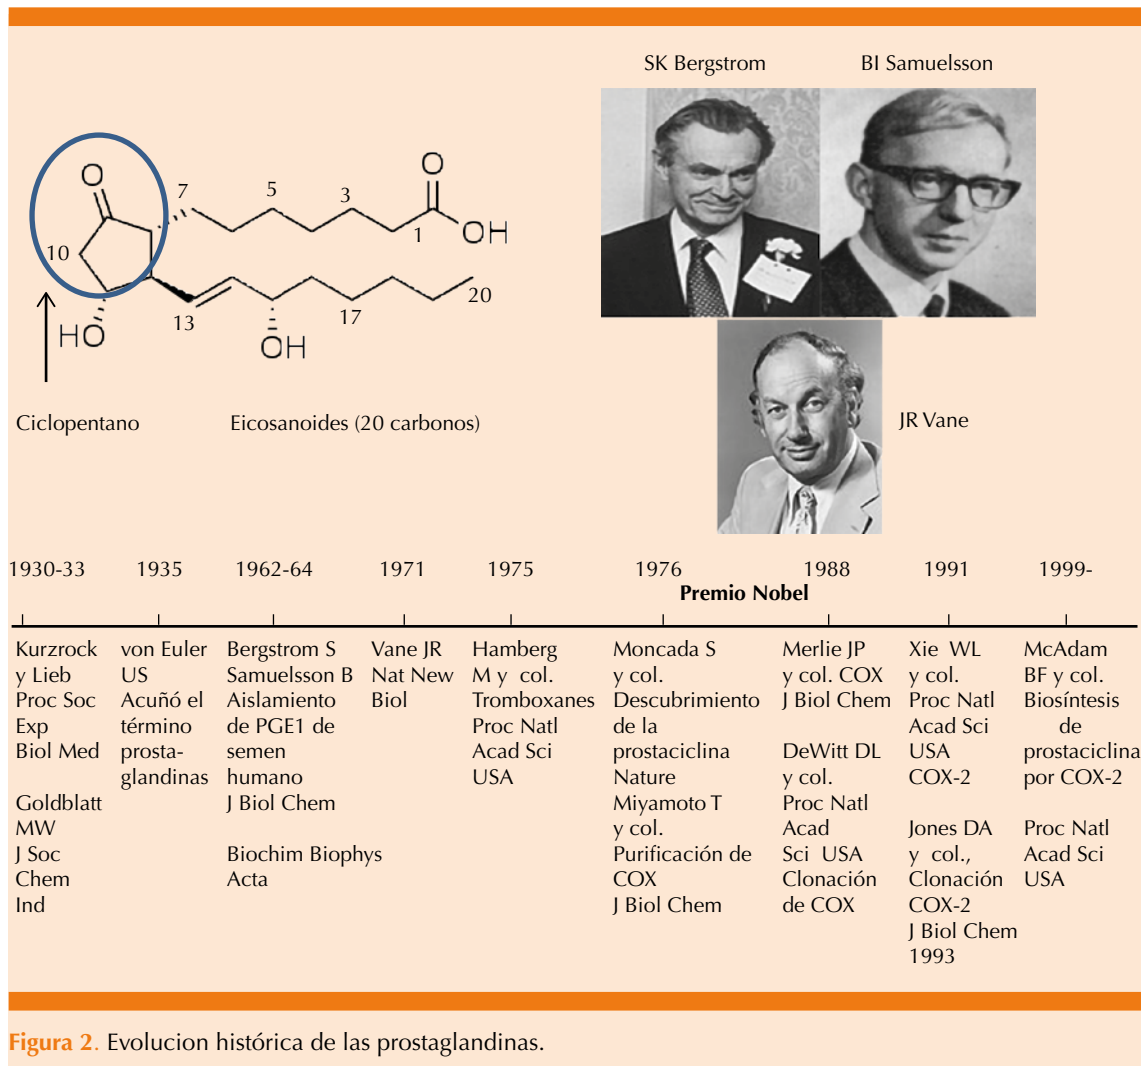 SK Bergstrom
BI Samuelsson
O
7
5
3
O
1
OH
10
HO
13
OH
17
20
Ciclopentano
Eicosanoides (20 carbonos)
JR Vane
1930-33
1935
1962-64
1971
1975
1976
1988
1991
1999-
Premio Nobel
Kurzrock
y Lieb
Proc Soc
Exp
Biol Med
Goldblatt
MW
J Soc
Chem
Ind
von Euler
US
Acuñó el
término
prosta-
glandinas
Bergstrom S
Samuelsson B
Aislamiento
de PGE1 de
semen
humano
J Biol Chem
Biochim Biophys
Acta
Vane JR
Nat New
Biol
Hamberg
M y col.
Tromboxanes
Proc Natl
Acad Sci
USA
Moncada S
y col.
Descubrimiento
de la
prostaciclina
Nature
Miyamoto T
y col.
Purificación de
COX
J Biol Chem
Merlie JP
y col. COX
J Biol Chem
DeWitt DL
y col.
Proc Natl
Acad
Sci USA
Clonación
de COX
Xie WL
y col.
Proc Natl
Acad Sci
USA
COX-2
Jones DA
y col.,
Clonación
COX-2
J Biol Chem
1993
McAdam
BF y col.
Biosíntesis
de
prostaciclina
por COX-2
Proc Natl
Acad Sci
USA
Figura 2. Evolucion histórica de las prostaglandinas.